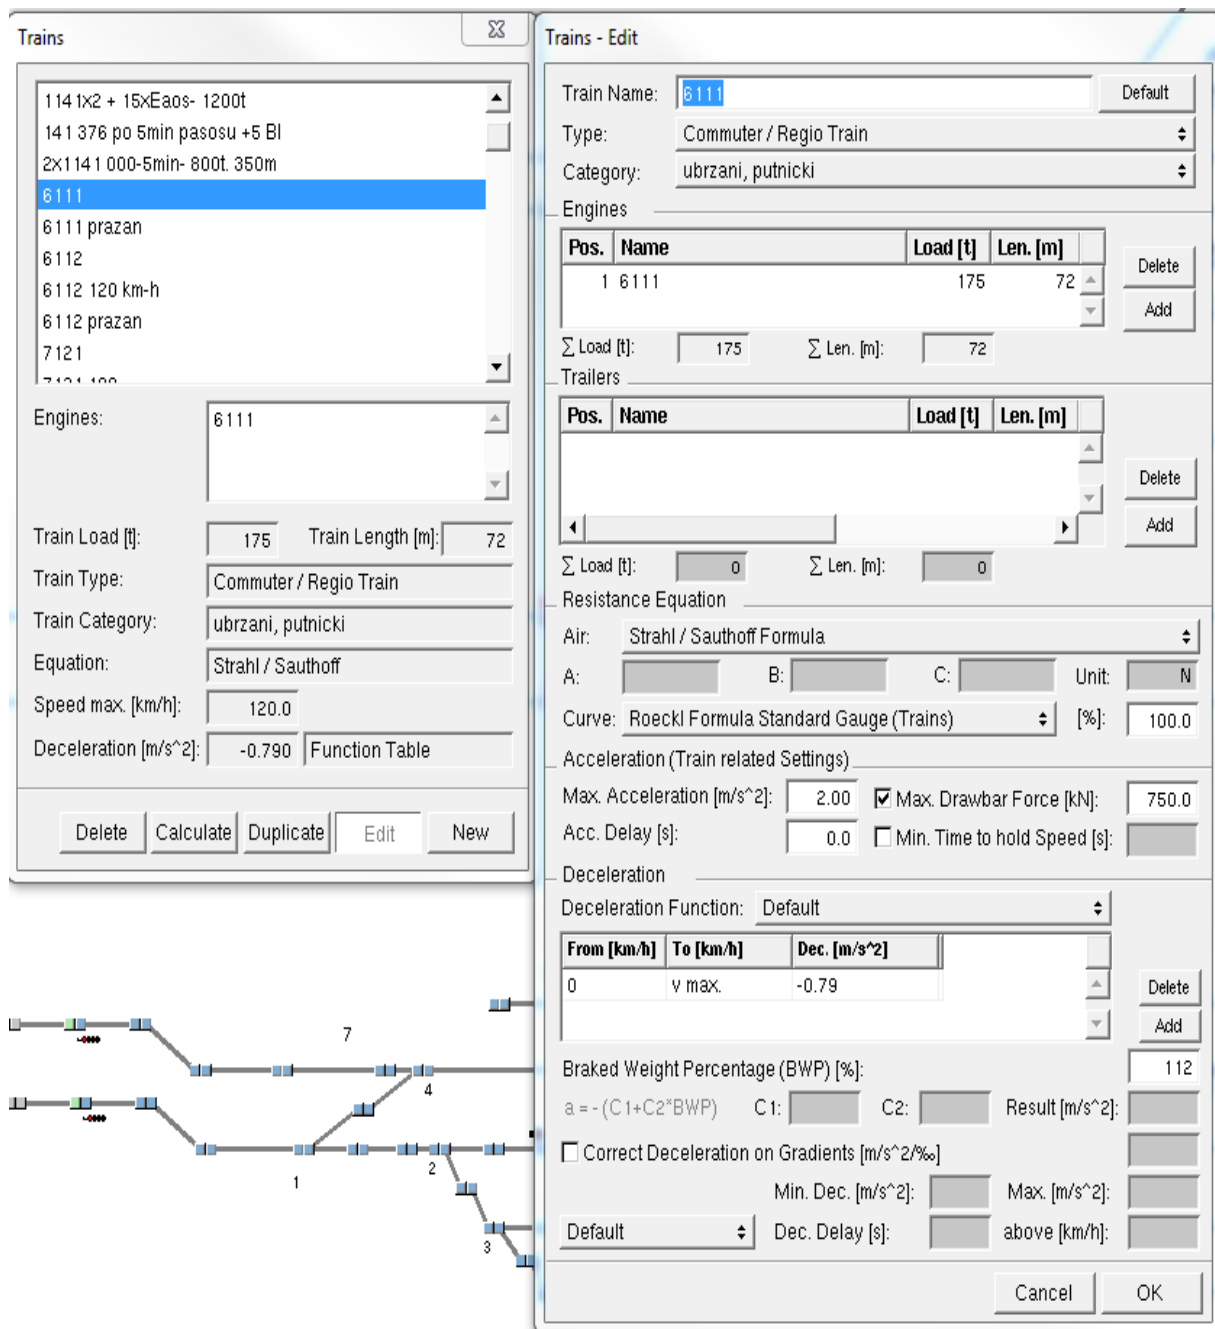 Trains
1141x2 + 15xEaos- 1200t
141 376 po 5min pasosu +5 Bl
2x1141 000-5min- 800t. 350m
6111
6111 prazan
6112
6112 120 km-h
6112 prazan
7121
Engines: 6111
Train Load [t]: 175 Train Length [m]: 72
Train Type: Commuter / Regio Train
Train Category: ubrzani, putnicki
Equation: Strahl / Sauthoff
Speed max. [km/h]: 120.0
Deceleration [m/s^2]: -0.790 Function Table
Delete Calculate Duplicate Edit New
7
4
1
2
3
Trains - Edit
Train Name: 6111 Default
Type: Commuter / Regio Train
Category: ubrzani, putnicki
Engines
Pos. Name Load [t] Len. [m]
1 6111 175 72
Delete
Add
∑ Load [t]: 175 ∑ Len. [m]: 72
Trailers
Pos. Name Load [t] Len. [m]
Delete
Add
∑ Load [t]: 0 ∑ Len. [m]: 0
Resistance Equation
Air: Strahl / Sauthoff Formula
A: B: C: Unit: N
Curve: Roeckl Formula Standard Gauge (Trains) [%]: 100.0
Acceleration (Train related Settings)
Max. Acceleration [m/s^2]: 2.00 Max. Drawbar Force [kN]: 750.0
Acc. Delay [s]: 0.0 Min. Time to hold Speed [s]:
Deceleration
Deceleration Function: Default
From [km/h] To [km/h] Dec. [m/s^2]
0 v max. -0.79
Delete
Add
Braked Weight Percentage (BWP) [%]: 112
a = - (C1+C2*BWP) C1: C2: Result [m/s^2]:
Correct Deceleration on Gradients [m/s^2/‰]
Min. Dec. [m/s^2]: Max. [m/s^2]:
Default Dec. Delay [s]: above [km/h]:
Cancel OK